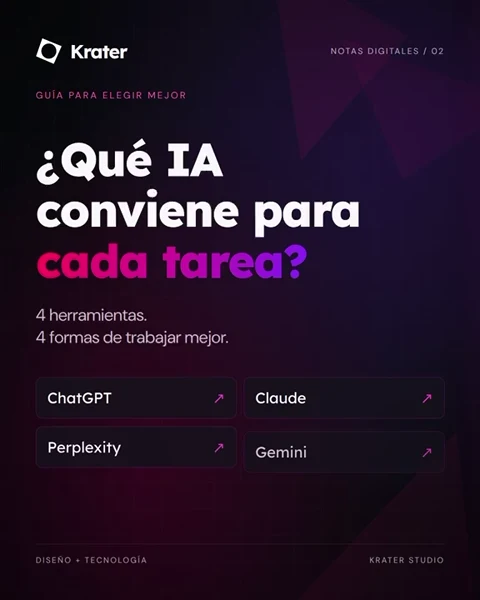 Krater
NOTAS DIGITALES / 02
GUÍA PARA ELEGIR MEJOR
¿Qué IA
conviene para
cada tarea?
4 herramientas.
4 formas de trabajar mejor.
ChatGPT ↗
Claude ↗
Perplexity ↗
Gemini ↗
DISEÑO + TECNOLOGÍA
KRATER STUDIO